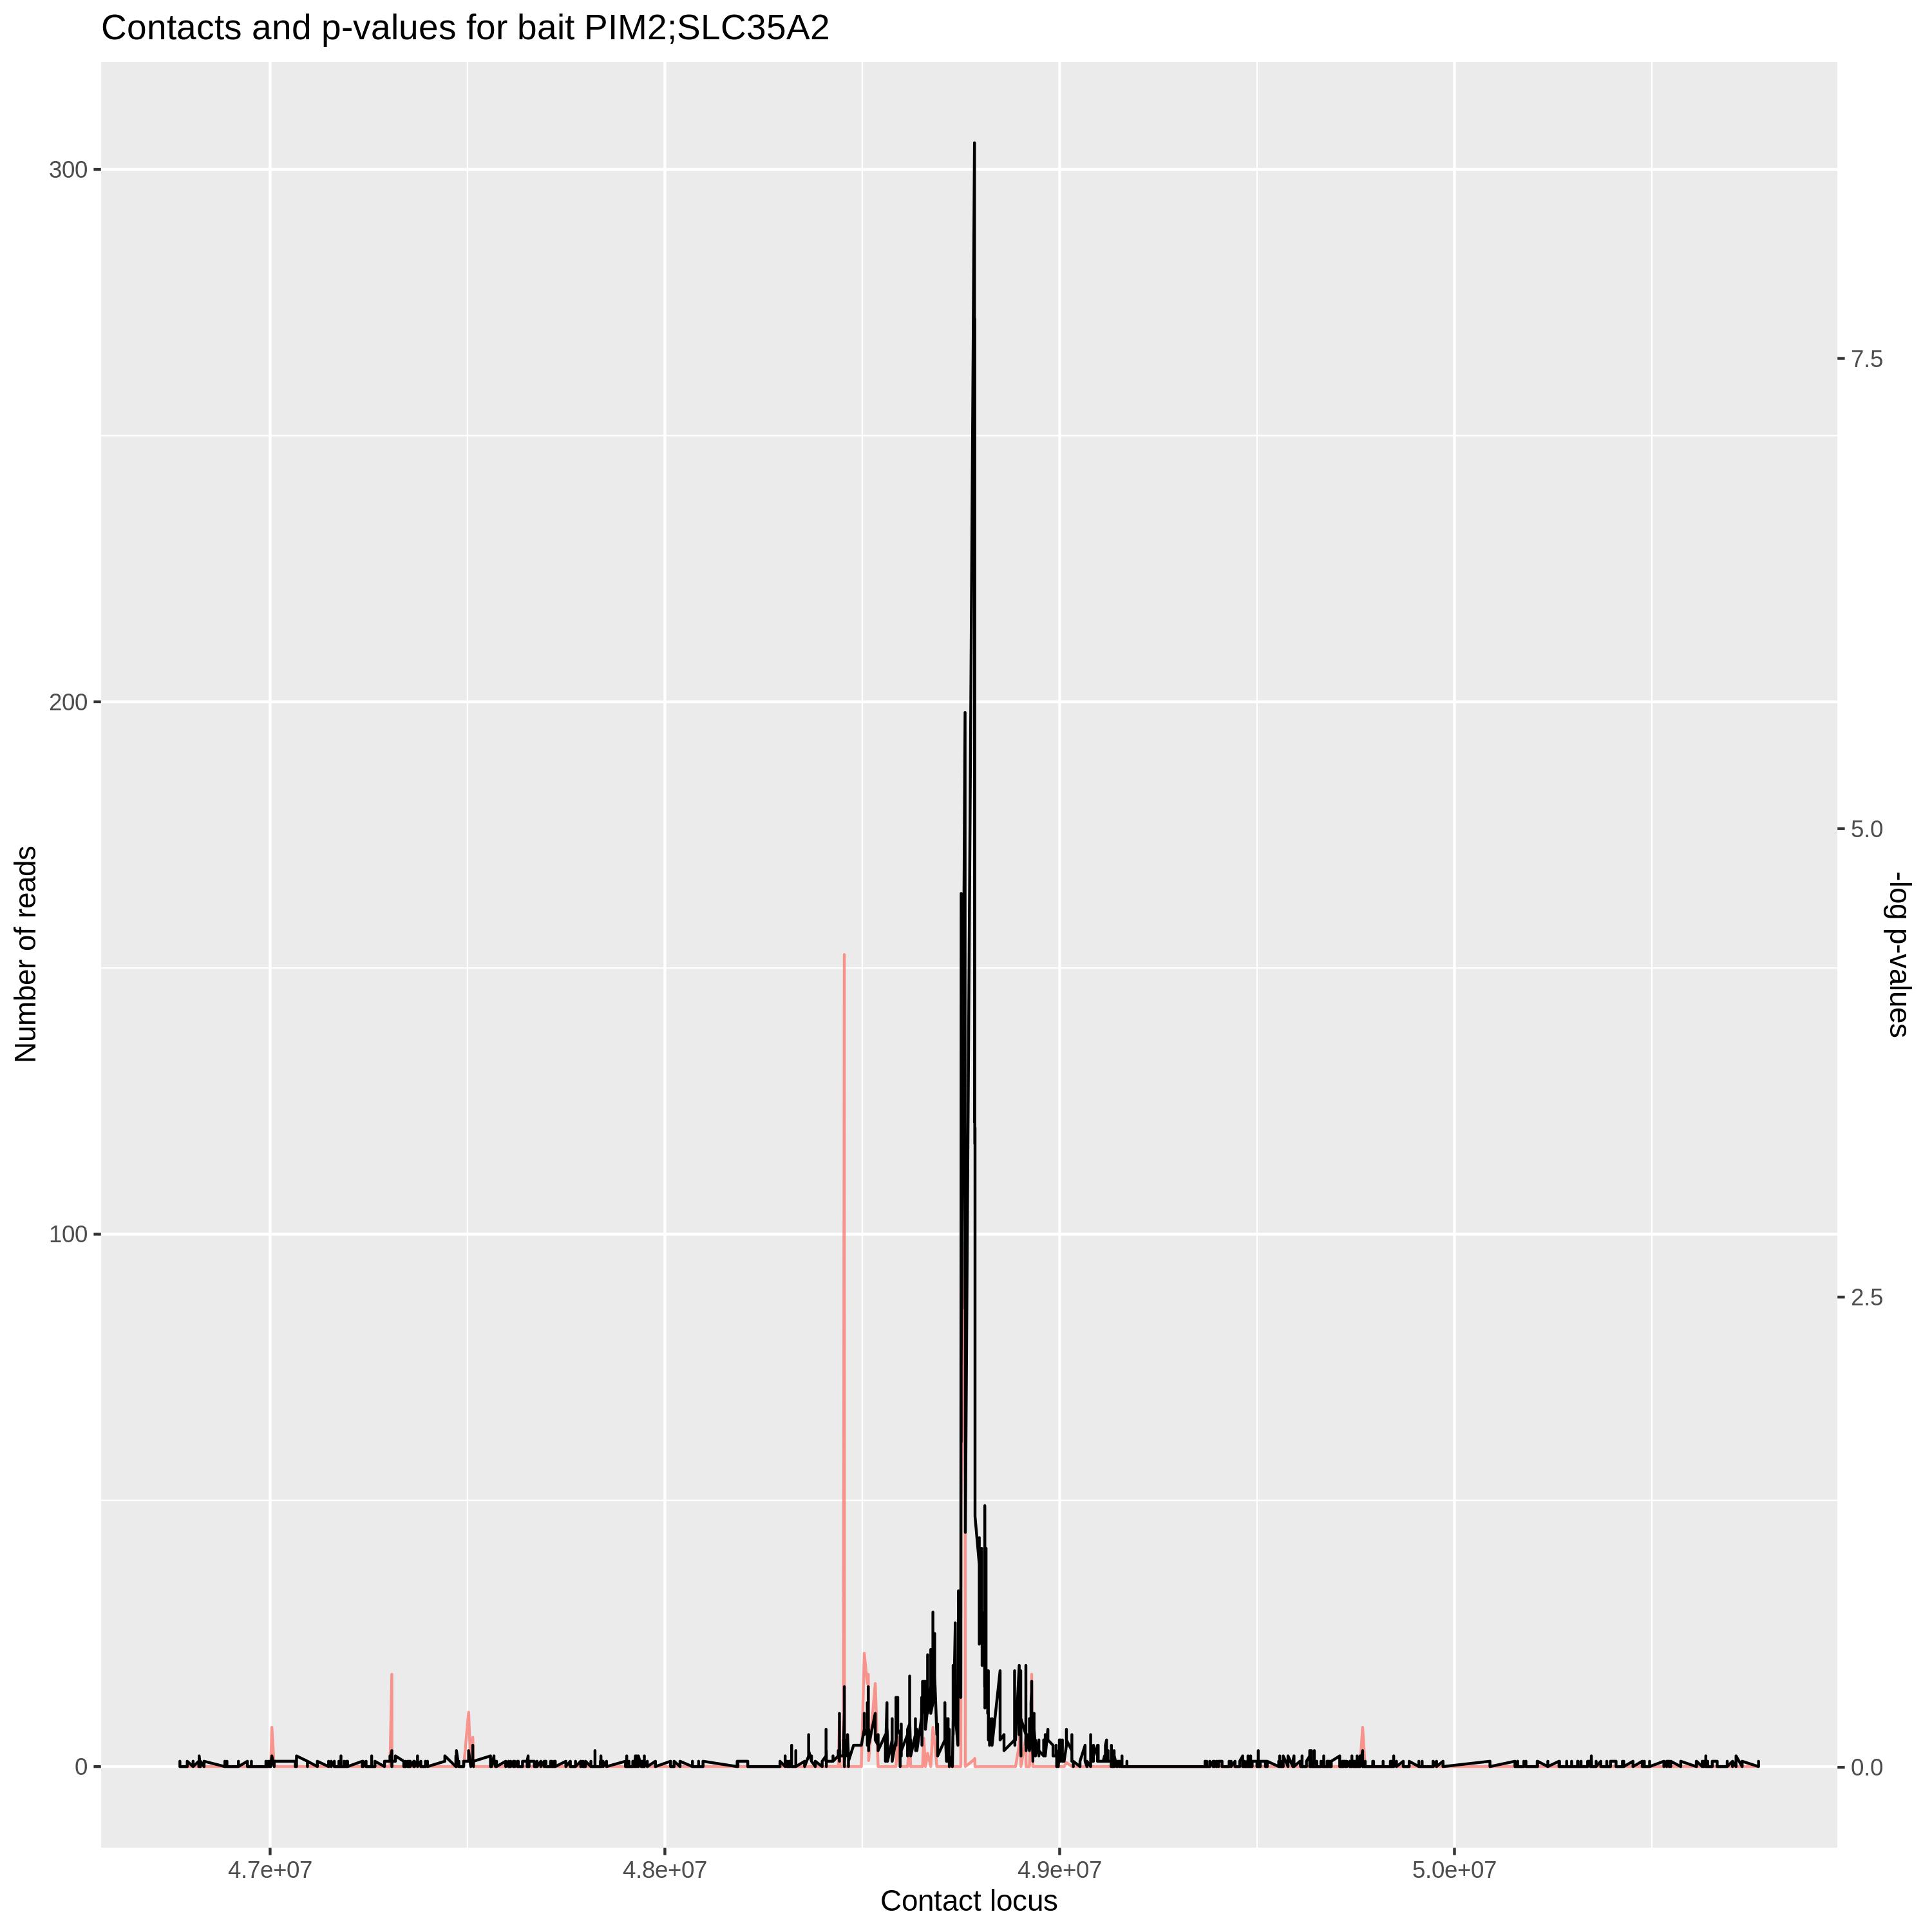 Contacts and p-values for bait PIM2;SLC35A2
300
200
100
0
Number of reads
7.5
5.0
2.5
0.0
-log p-values
4.7e+07
4.8e+07
4.9e+07
5.0e+07
Contact locus